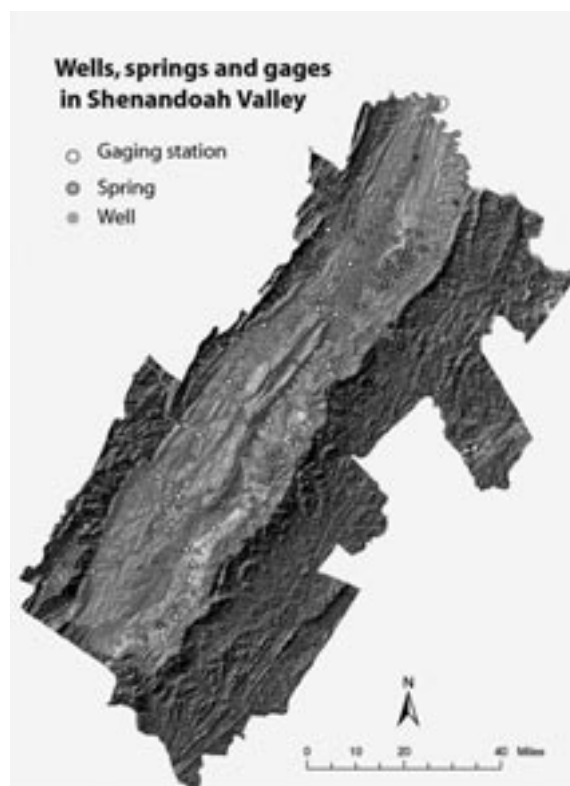 Wells, springs and gages
in Shenandoah Valley
Gaging station
Spring
Well
N
0 10 20 40 Miles